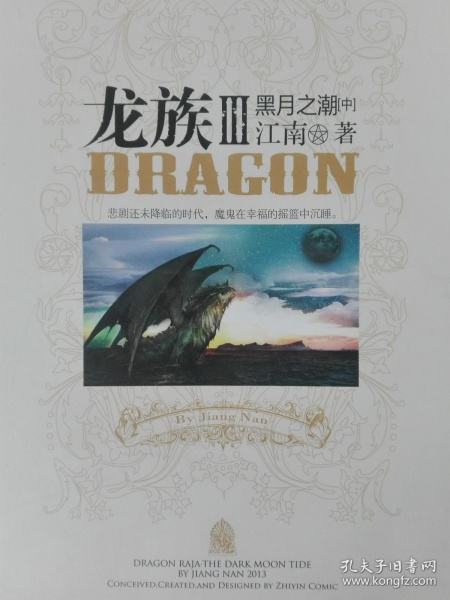 龙族III 黑月之潮[中]
江南 著
DRAGON
悲剧还未降临的时代，魔鬼在幸福的摇篮中沉睡。
By Jiang Nan
DRAGON RAJA·THE DARK MOON TIDE
BY JIANG NAN 2013
CONCEIVED,CREATED,AND DESIGNED BY ZHIYIN COMIC
孔夫子旧书网
www.kongfz.com